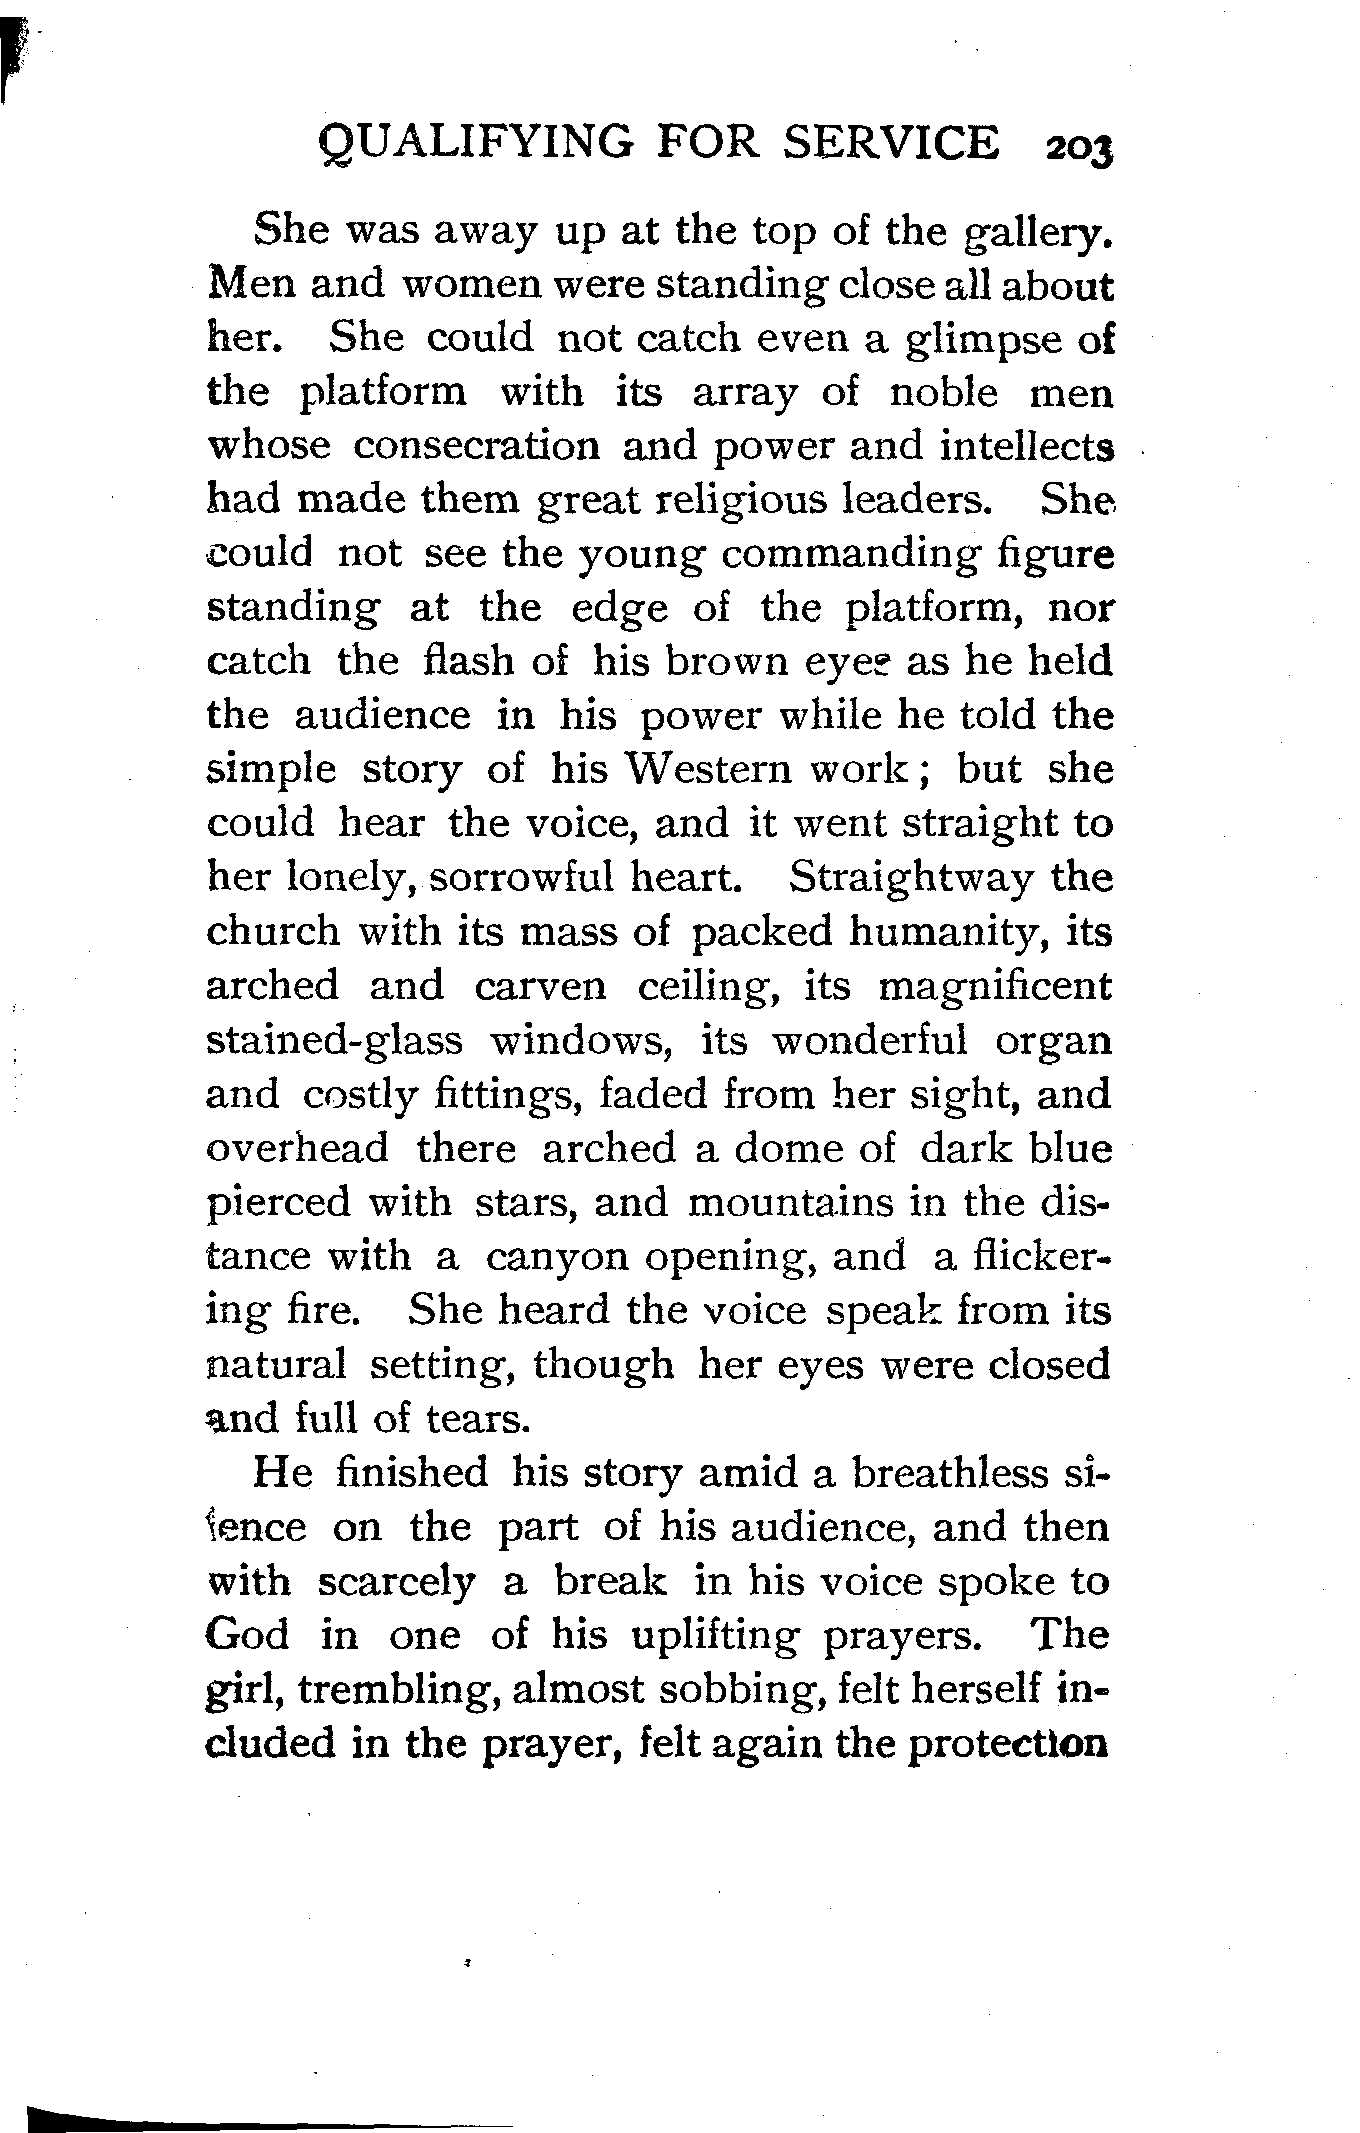 QUALIFYING FOR SERVICE 203
She was away up at the top of the gallery.
Men and women were standing close all about
her. She could not catch even a glimpse of
the platform with its array of noble men
whose consecration and power and intellects
had made them great religious leaders. She
could not see the young commanding figure
standing at the edge of the platform, nor
catch the flash of his brown eyes as he held
the audience in his power while he told the
simple story of his Western work; but she
could hear the voice, and it went straight to
her lonely, sorrowful heart. Straightway the
church with its mass of packed humanity, its
arched and carven ceiling, its magnificent
stained-glass windows, its wonderful organ
and costly fittings, faded from her sight, and
overhead there arched a dome of dark blue
pierced with stars, and mountains in the dis-
tance with a canyon opening, and a flicker-
ing fire. She heard the voice speak from its
natural setting, though her eyes were closed
and full of tears.
He finished his story amid a breathless si-
lence on the part of his audience, and then
with scarcely a break in his voice spoke to
God in one of his uplifting prayers. The
girl, trembling, almost sobbing, felt herself in-
cluded in the prayer, felt again the protection